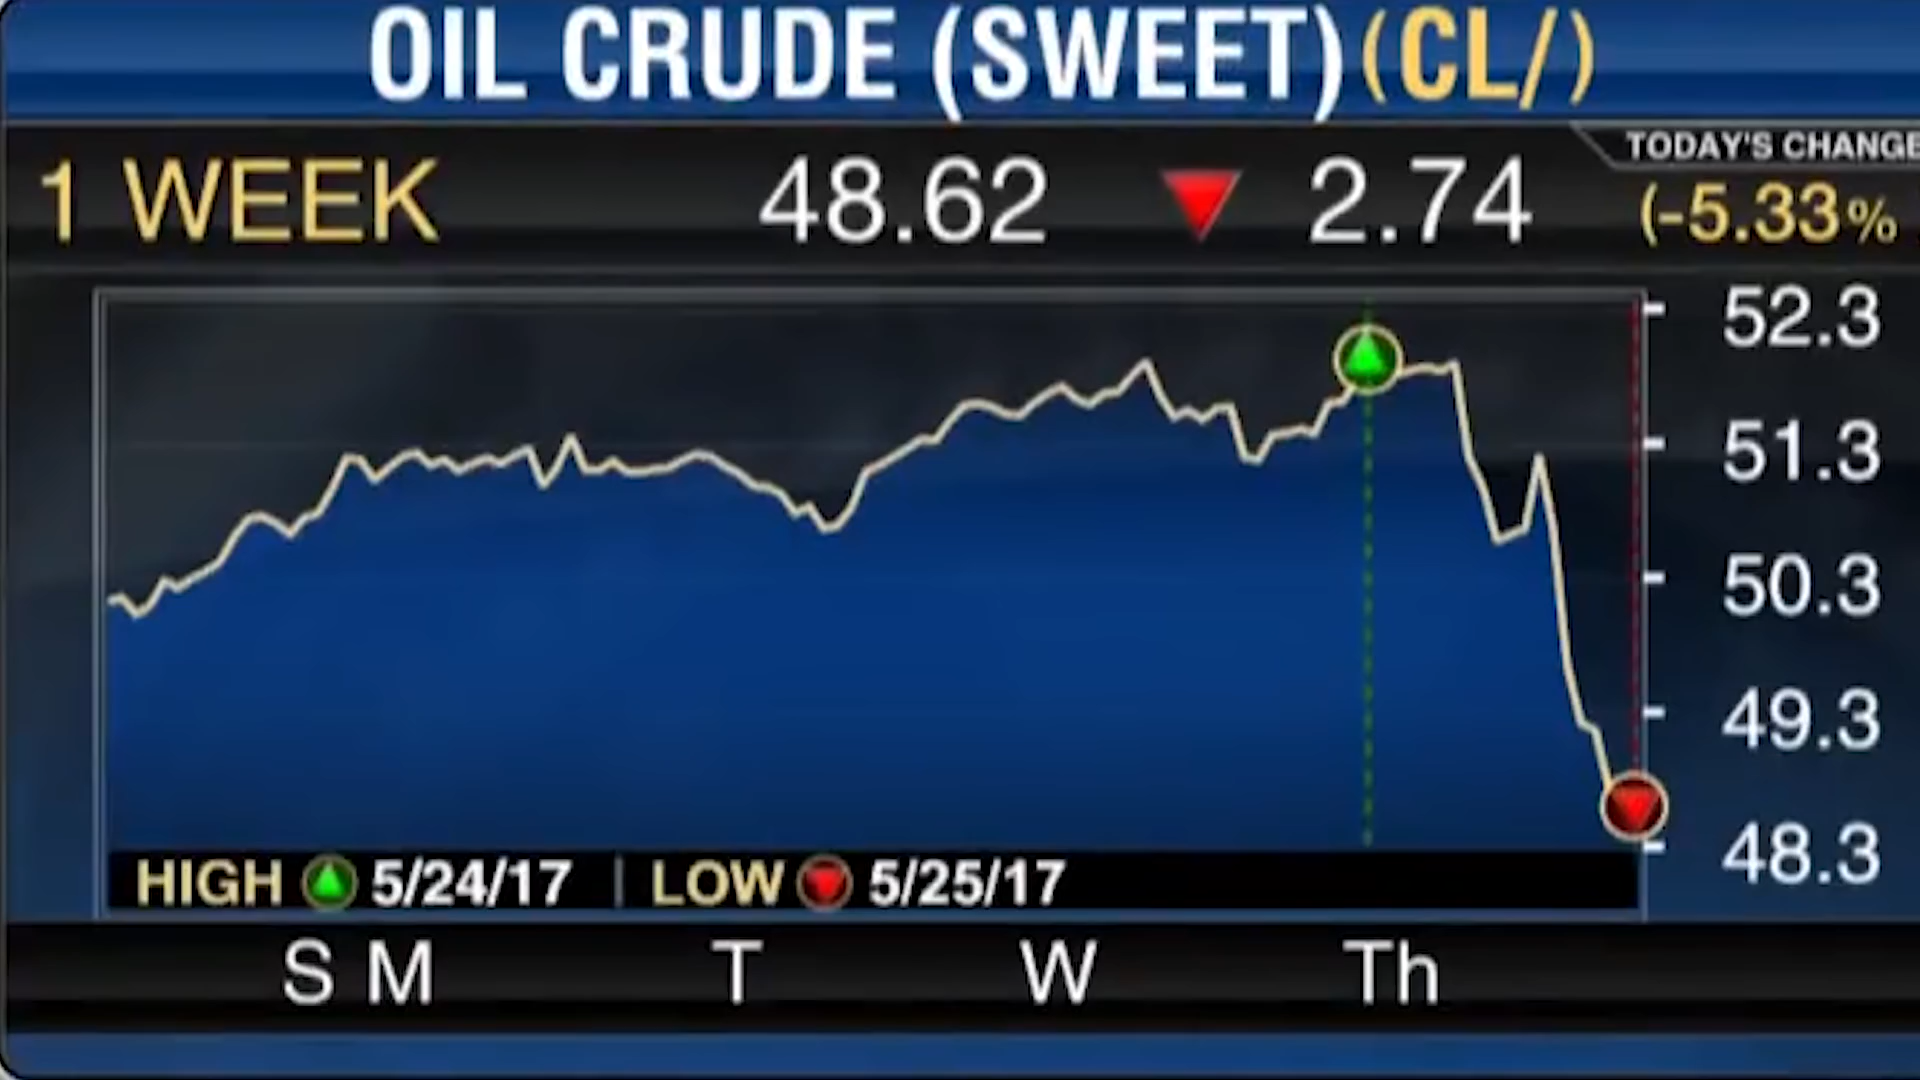 OIL CRUDE (SWEET) (CL/)
TODAY'S CHANGE
1 WEEK 48.62 2.74 (-5.33%
52.3
51.3
50.3
49.3
48.3
HIGH 5/24/17 | LOW 5/25/17
S M T W Th